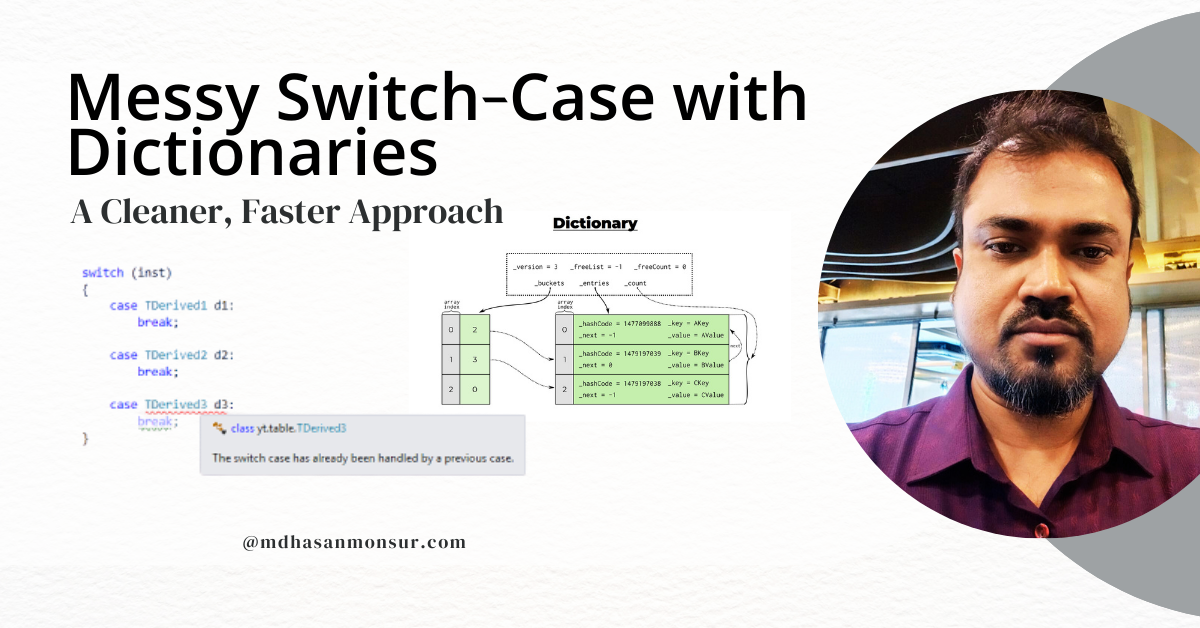 Messy Switch-Case with
Dictionaries
A Cleaner, Faster Approach
switch (inst)
{
case TDerived1 d1:
break;
case TDerived2 d2:
break;
case TDerived3 d3:
break;
}
class yt.table.TDerived3
The switch case has already been handled by a previous case.
Dictionary
_version = 3 _freeList = -1 _freeCount = 0
_buckets _entries _count
array
index
0 2
1 3
2 0
array
index
0 _hashCode = 1477099888 _key = AKey
_next = -1 _value = AValue
1 _hashCode = 1479197039 _key = BKey
_next = 0 _value = BValue
2 _hashCode = 1479197038 _key = CKey
_next = -1 _value = CValue
next
@mdhasanmonsur.com